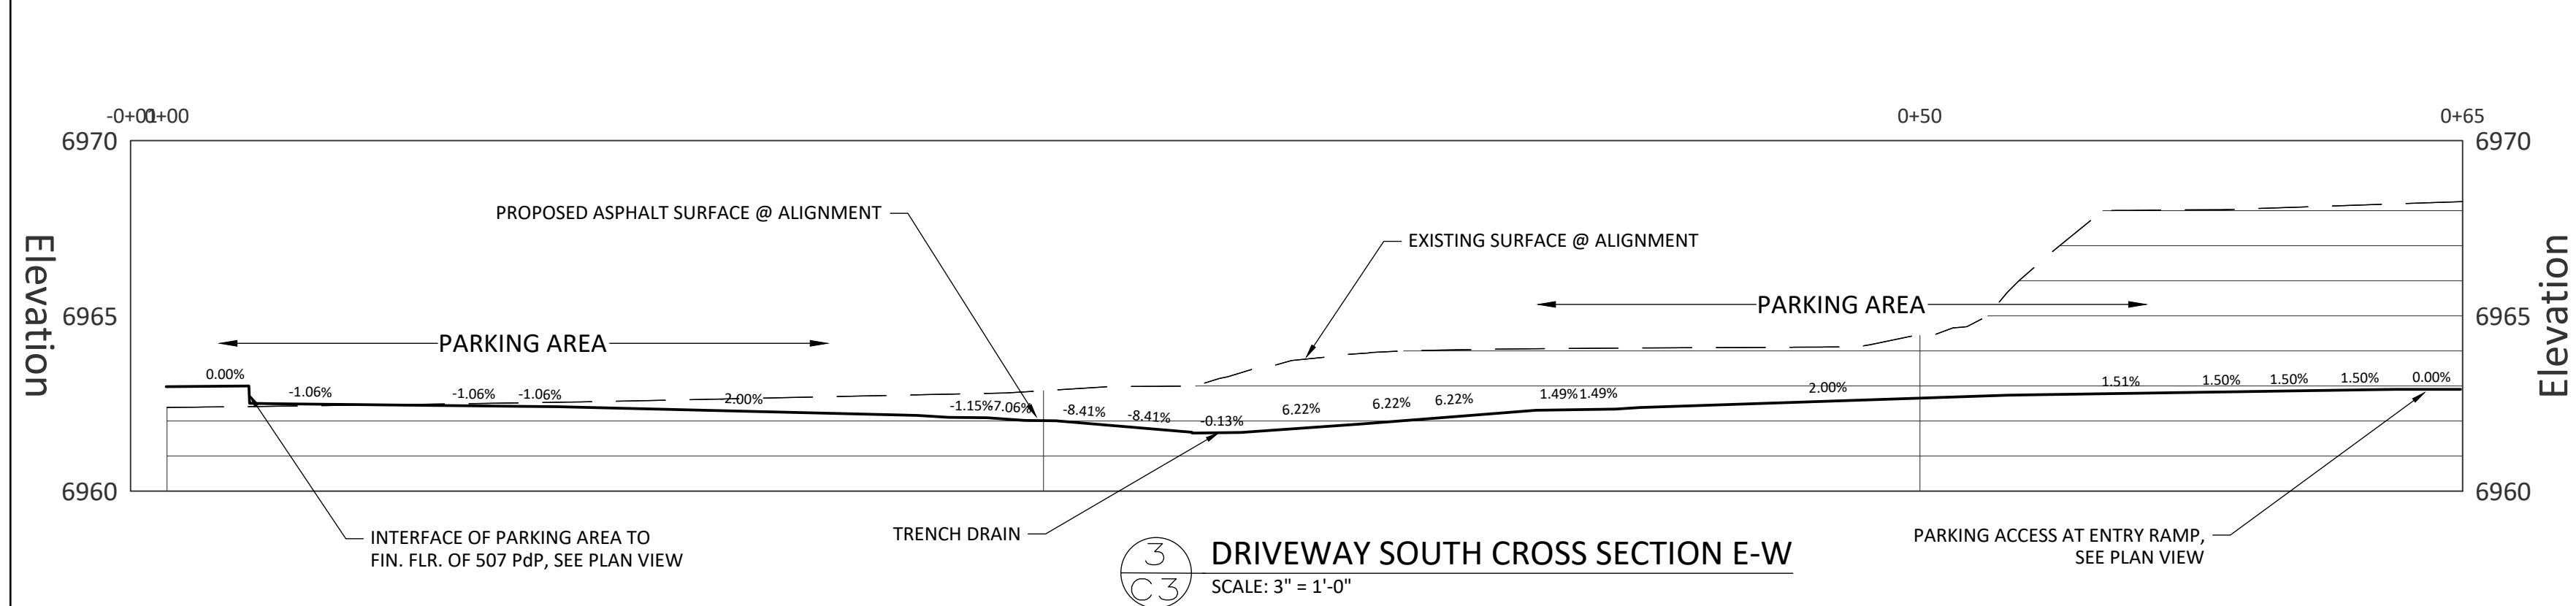 -0+01
0+00
0+50
0+65
6970
6970
PROPOSED ASPHALT SURFACE @ ALIGNMENT
EXISTING SURFACE @ ALIGNMENT
Elevation
Elevation
6965
PARKING AREA
6965
PARKING AREA
0.00%
-1.06%
-1.06%
-1.06%
2.00%
-1.15%
7.06%
-8.41%
-8.41%
-0.13%
6.22%
6.22%
6.22%
1.49%
1.49%
2.00%
1.51%
1.50%
1.50%
1.50%
0.00%
6960
6960
INTERFACE OF PARKING AREA TO
FIN. FLR. OF 507 PdP, SEE PLAN VIEW
TRENCH DRAIN
PARKING ACCESS AT ENTRY RAMP,
SEE PLAN VIEW
3
C3
DRIVEWAY SOUTH CROSS SECTION E-W
SCALE: 3" = 1'-0"